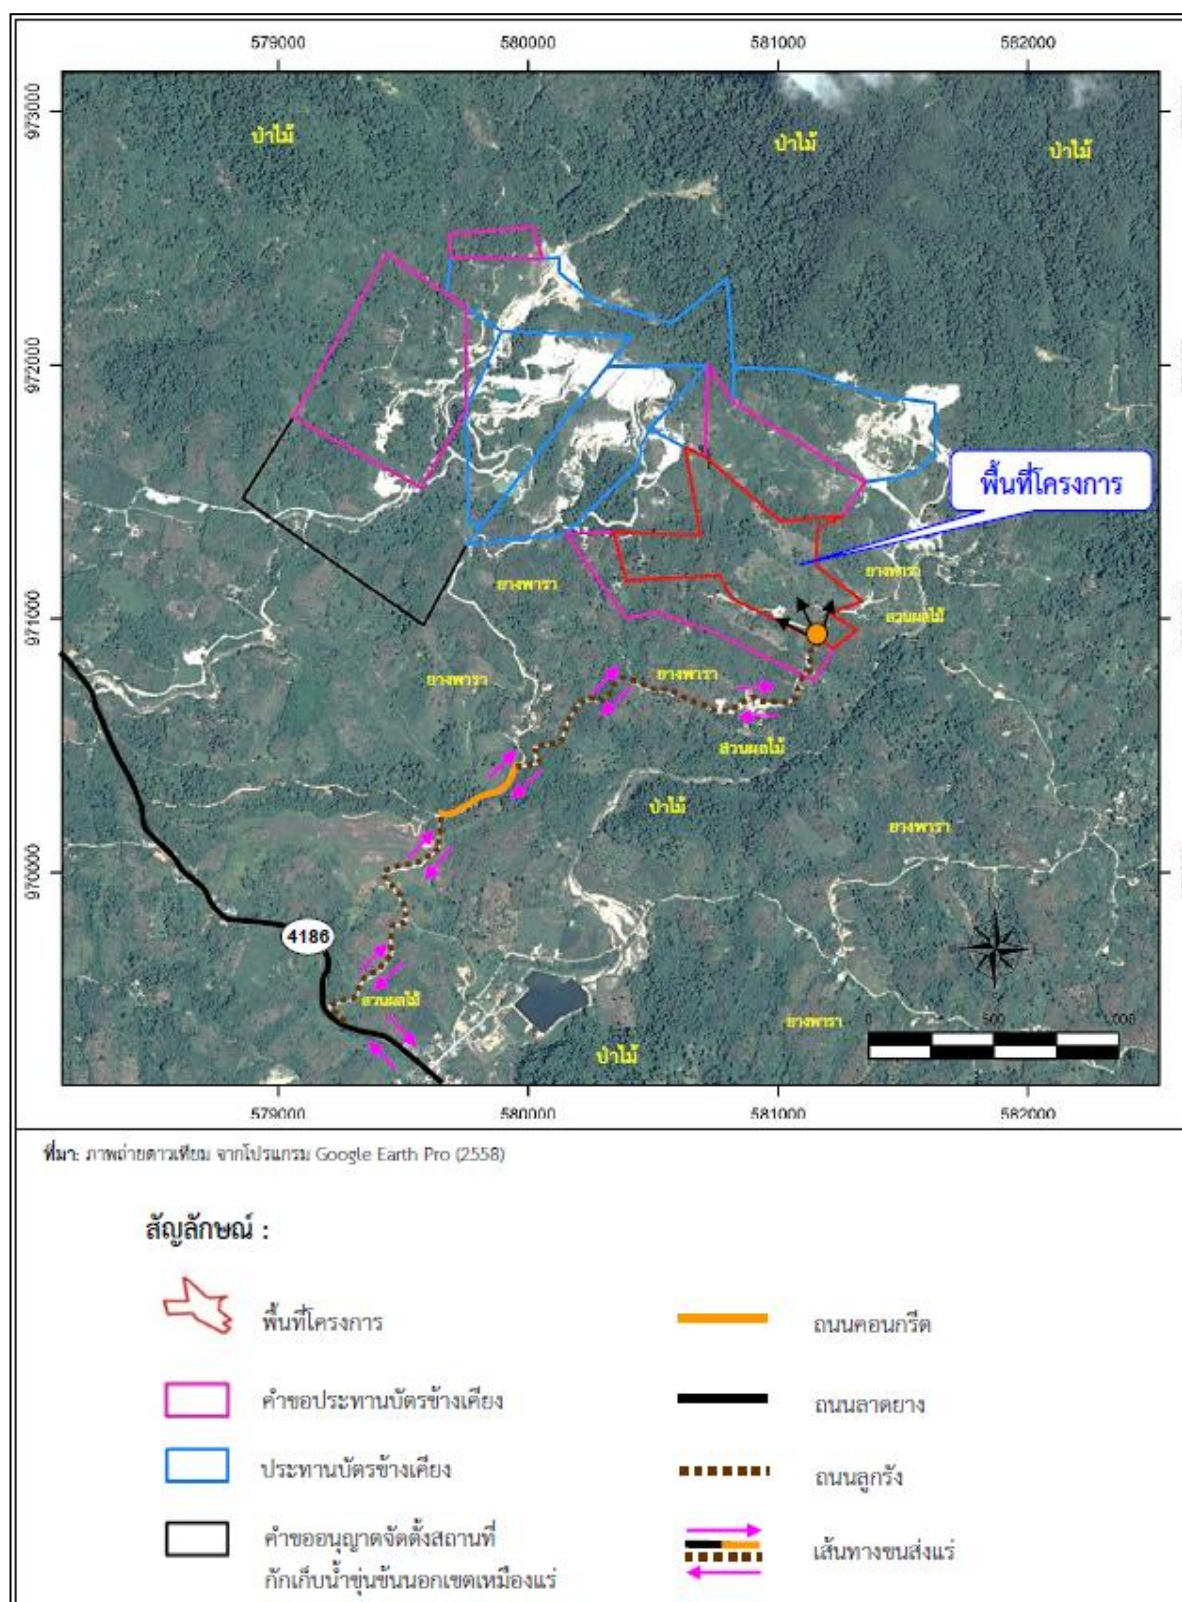 579000 580000 581000 582000
973000
ป่าไม้ ป่าไม้ ป่าไม้
972000
พื้นที่โครงการ
ยางพารา ยางพารา
971000
สวนผลไม้
ยางพารา ยางพารา
สวนผลไม้
ป่าไม้ ยางพารา
970000
4186
สวนผลไม้
ยางพารา
0 500
ป่าไม้
579000 580000 581000 582000
ที่มา: ภาพถ่ายดาวเทียม จากโปรแกรม Google Earth Pro (2558)
สัญลักษณ์ :
พื้นที่โครงการ
ถนนคอนกรีต
คำขอประทานบัตรข้างเคียง
ถนนลาดยาง
ประทานบัตรข้างเคียง
ถนนลูกรัง
คำขออนุญาตจัดตั้งสถานที่
กักเก็บน้ำขุ่นข้นนอกเขตเหมืองแร่
เส้นทางขนส่งแร่